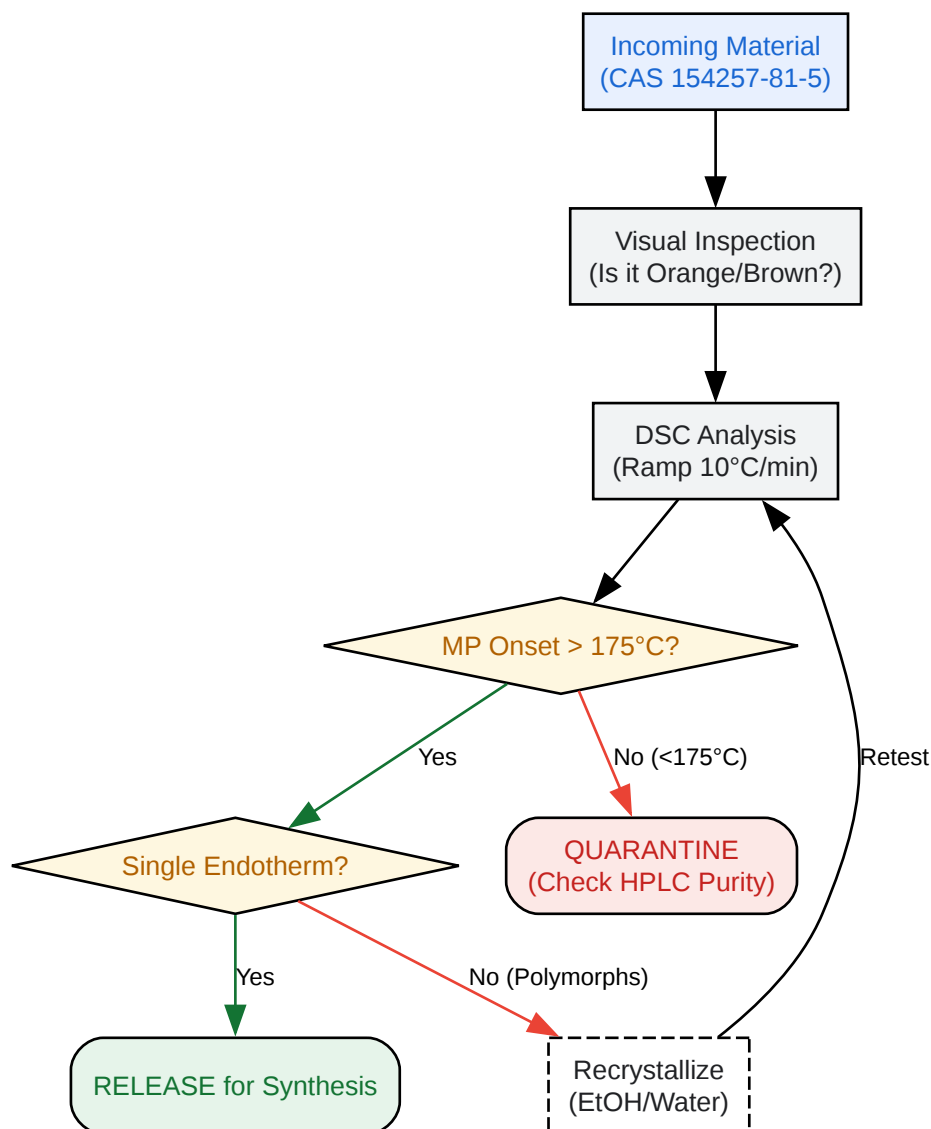 Incoming Material
(CAS 154257-81-5)
Visual Inspection
(Is it Orange/Brown?)
DSC Analysis
(Ramp 10°C/min)
MP Onset > 175°C?
Yes
No (<175°C)
Retest
Single Endotherm?
QUARANTINE
(Check HPLC Purity)
Yes
No (Polymorphs)
RELEASE for Synthesis
Recrystallize
(EtOH/Water)